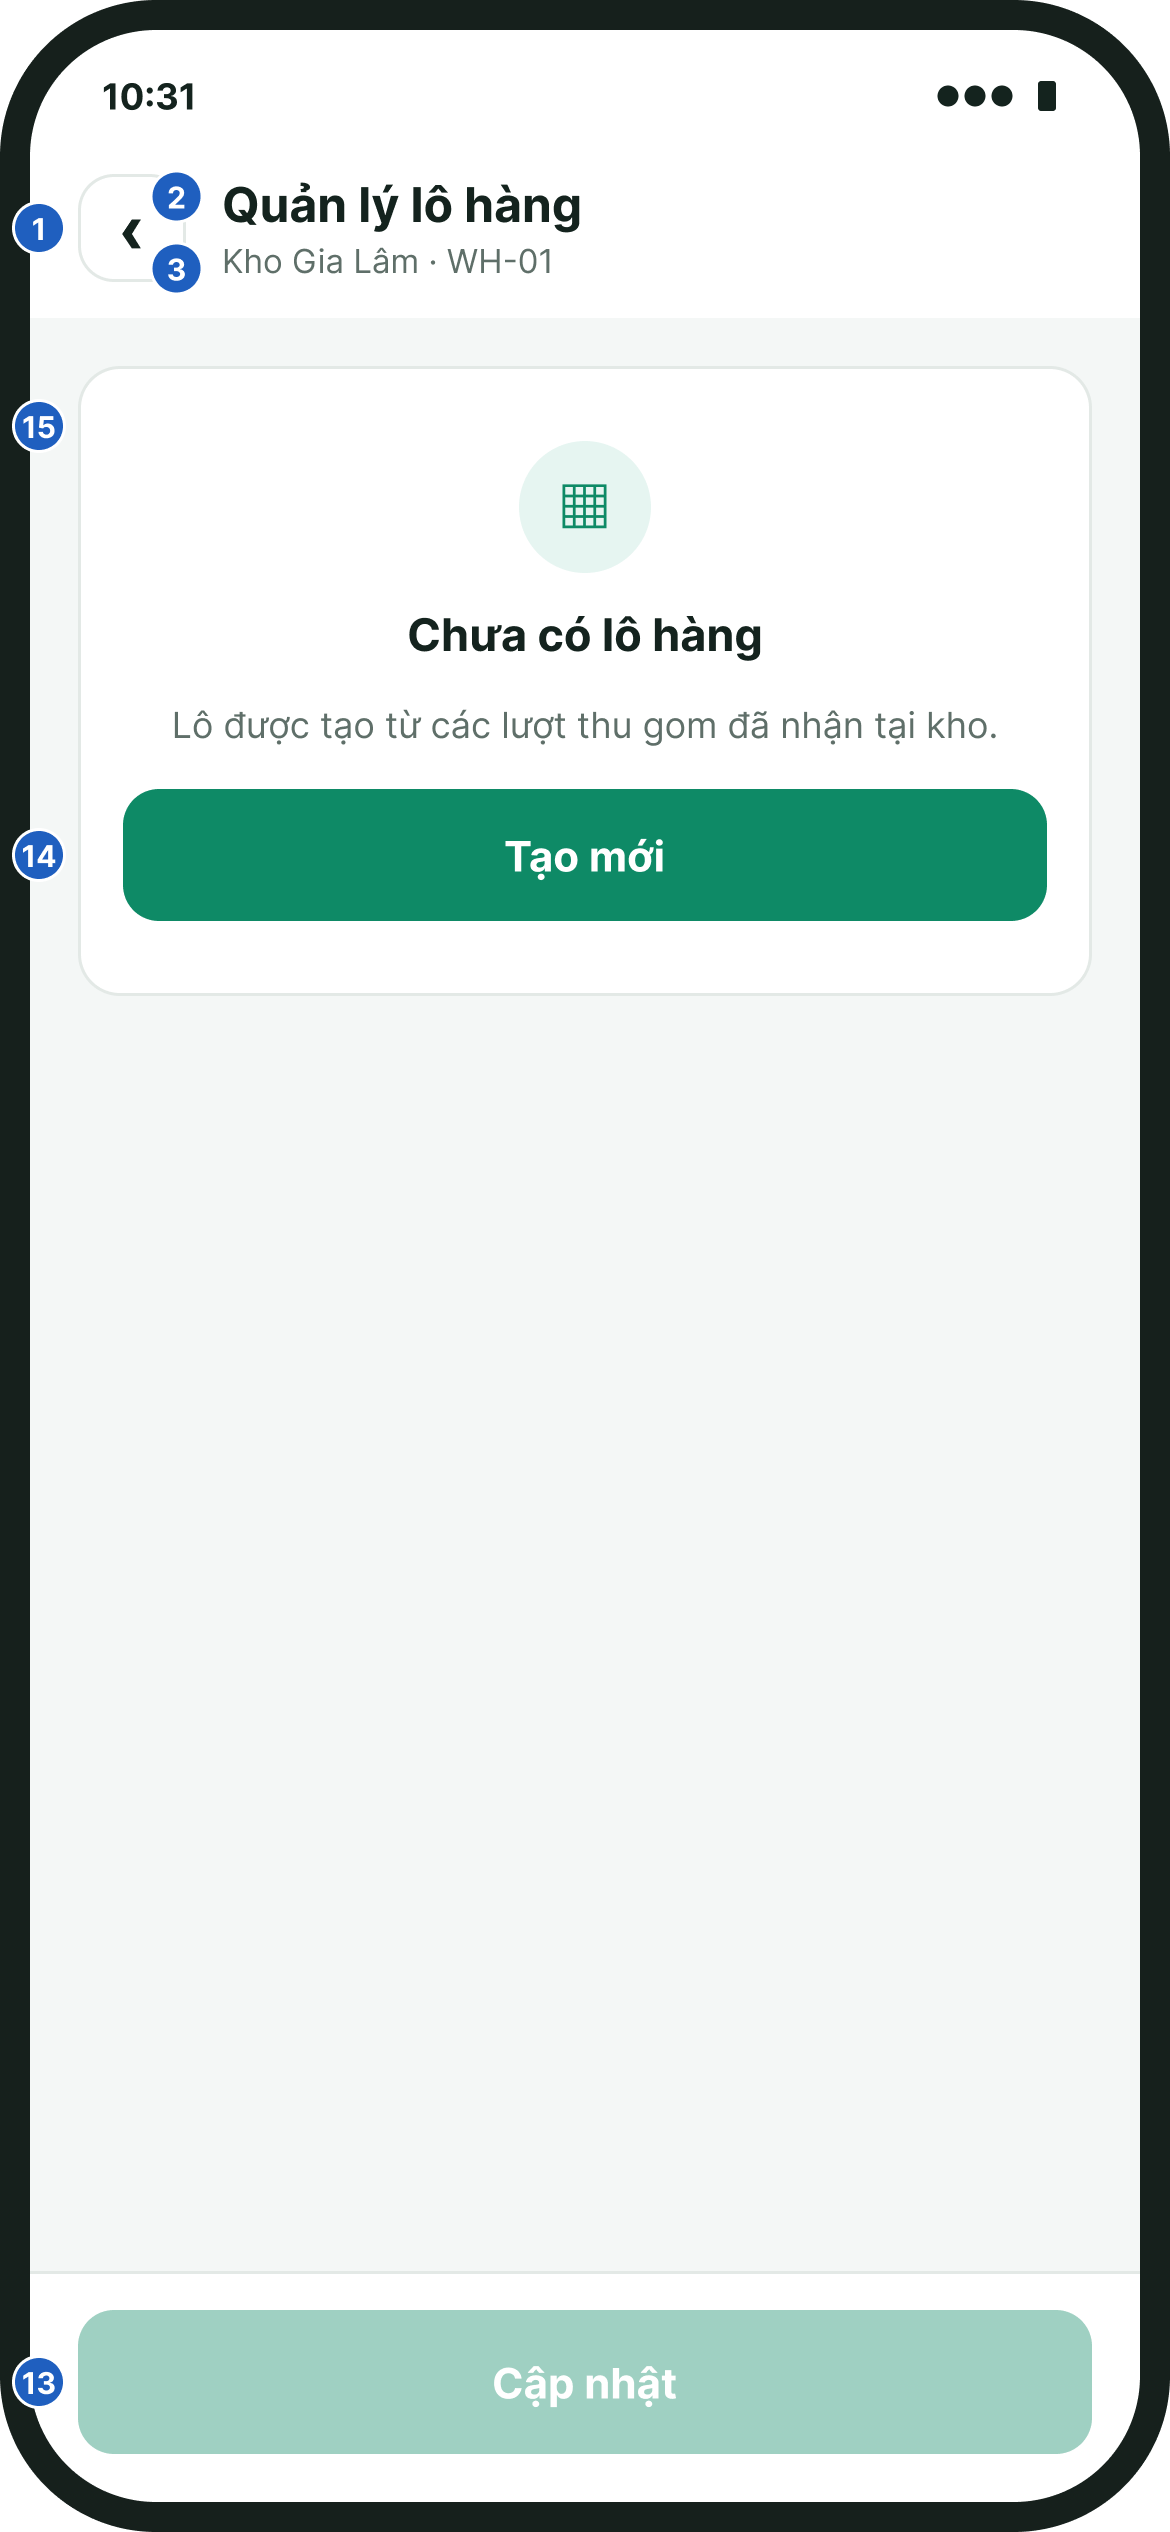 10:31
1
2
Quản lý lô hàng
3
Kho Gia Lâm · WH-01
15
Chưa có lô hàng
Lô được tạo từ các lượt thu gom đã nhận tại kho.
14
Tạo mới
13
Cập nhật